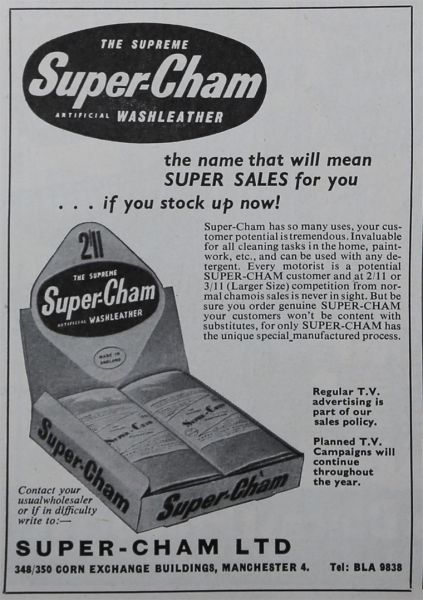 THE SUPREME
Super-Cham
ARTIFICIAL WASHLEATHER
the name that will mean
SUPER SALES for you
. . . if you stock up now!
Super-Cham has so many uses, your cus-
tomer potential is tremendous. Invaluable
for all cleaning tasks in the home, paint-
work, etc., and can be used with any de-
tergent. Every motorist is a potential
SUPER-CHAM customer and at 2/11 or
3/11 (Larger Size) competition from nor-
mal chamois sales is never in sight. But be
sure you order genuine SUPER-CHAM
your customers won't be content with
substitutes, for only SUPER-CHAM has
the unique special manufactured process.
2/11
THE SUPREME
Super-Cham
ARTIFICIAL WASHLEATHER
MADE IN
ENGLAND
Super-Cham
Super-Cham
Super-Cham
Super-Cham
Regular T.V.
advertising is
part of our
sales policy.
Planned T.V.
Campaigns will
continue
throughout
the year.
Contact your
usualwholesaler
or if in difficulty
write to:—
SUPER-CHAM LTD
348/350 CORN EXCHANGE BUILDINGS, MANCHESTER 4. Tel: BLA 9838